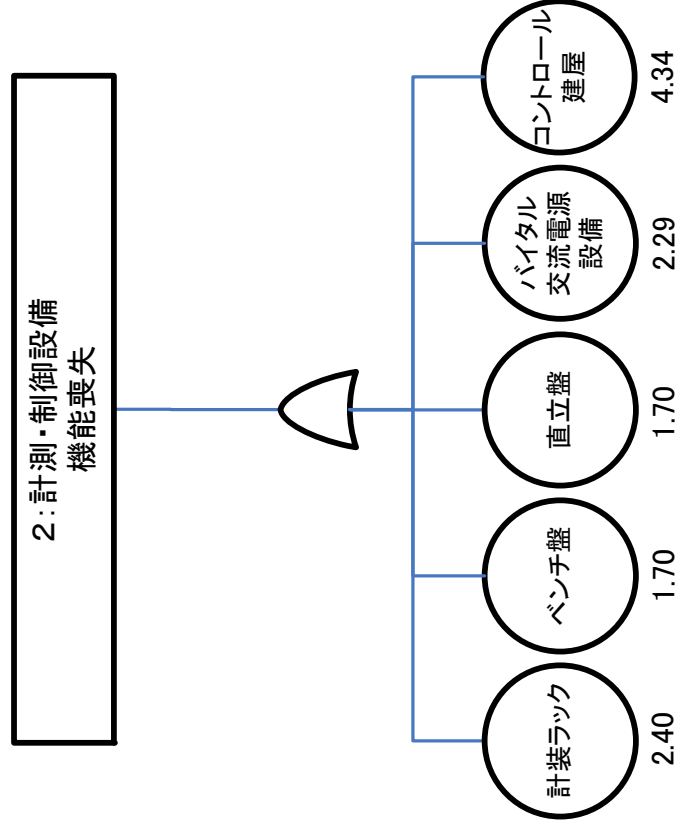 2:計測・制御設備
機能喪失
計装ラック
2.40
ベンチ盤
1.70
直立盤
1.70
バイタル
交流電源
設備
2.29
コントロール
建屋
4.34